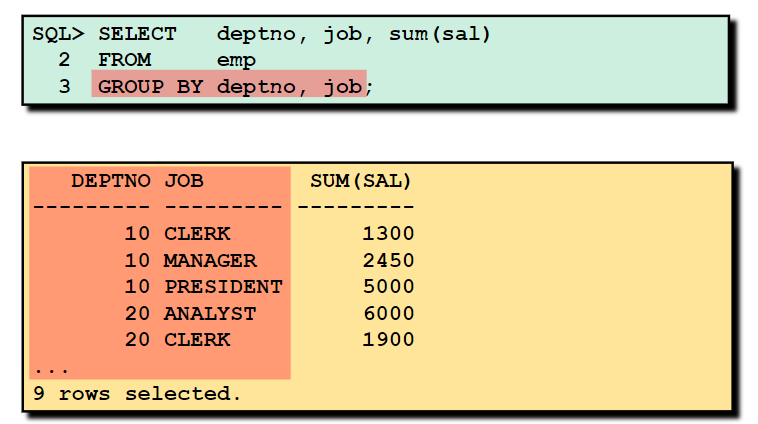 SQL> SELECT   deptno, job, sum(sal)
  2  FROM     emp
  3  GROUP BY deptno, job;
   DEPTNO JOB        SUM(SAL)
--------- --------- ---------
       10 CLERK          1300
       10 MANAGER        2450
       10 PRESIDENT      5000
       20 ANALYST        6000
       20 CLERK          1900
...
9 rows selected.